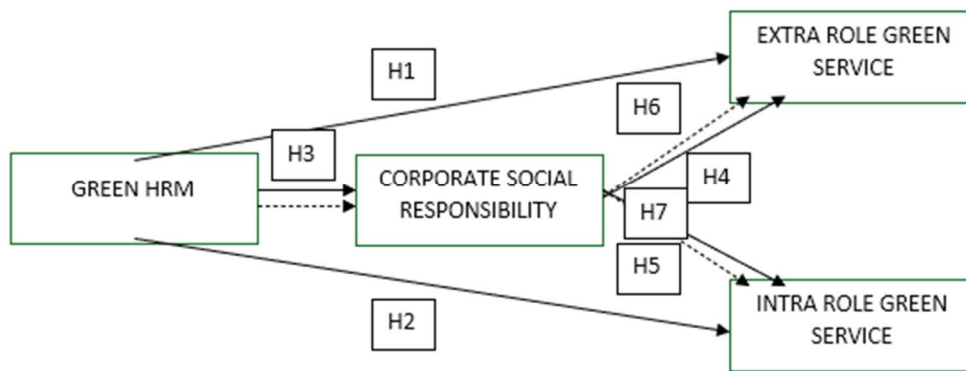 EXTRA ROLE GREEN
SERVICE
H1
H6
H3
GREEN HRM
CORPORATE SOCIAL
RESPONSIBILITY
H4
H7
H5
H2
INTRA ROLE GREEN
SERVICE